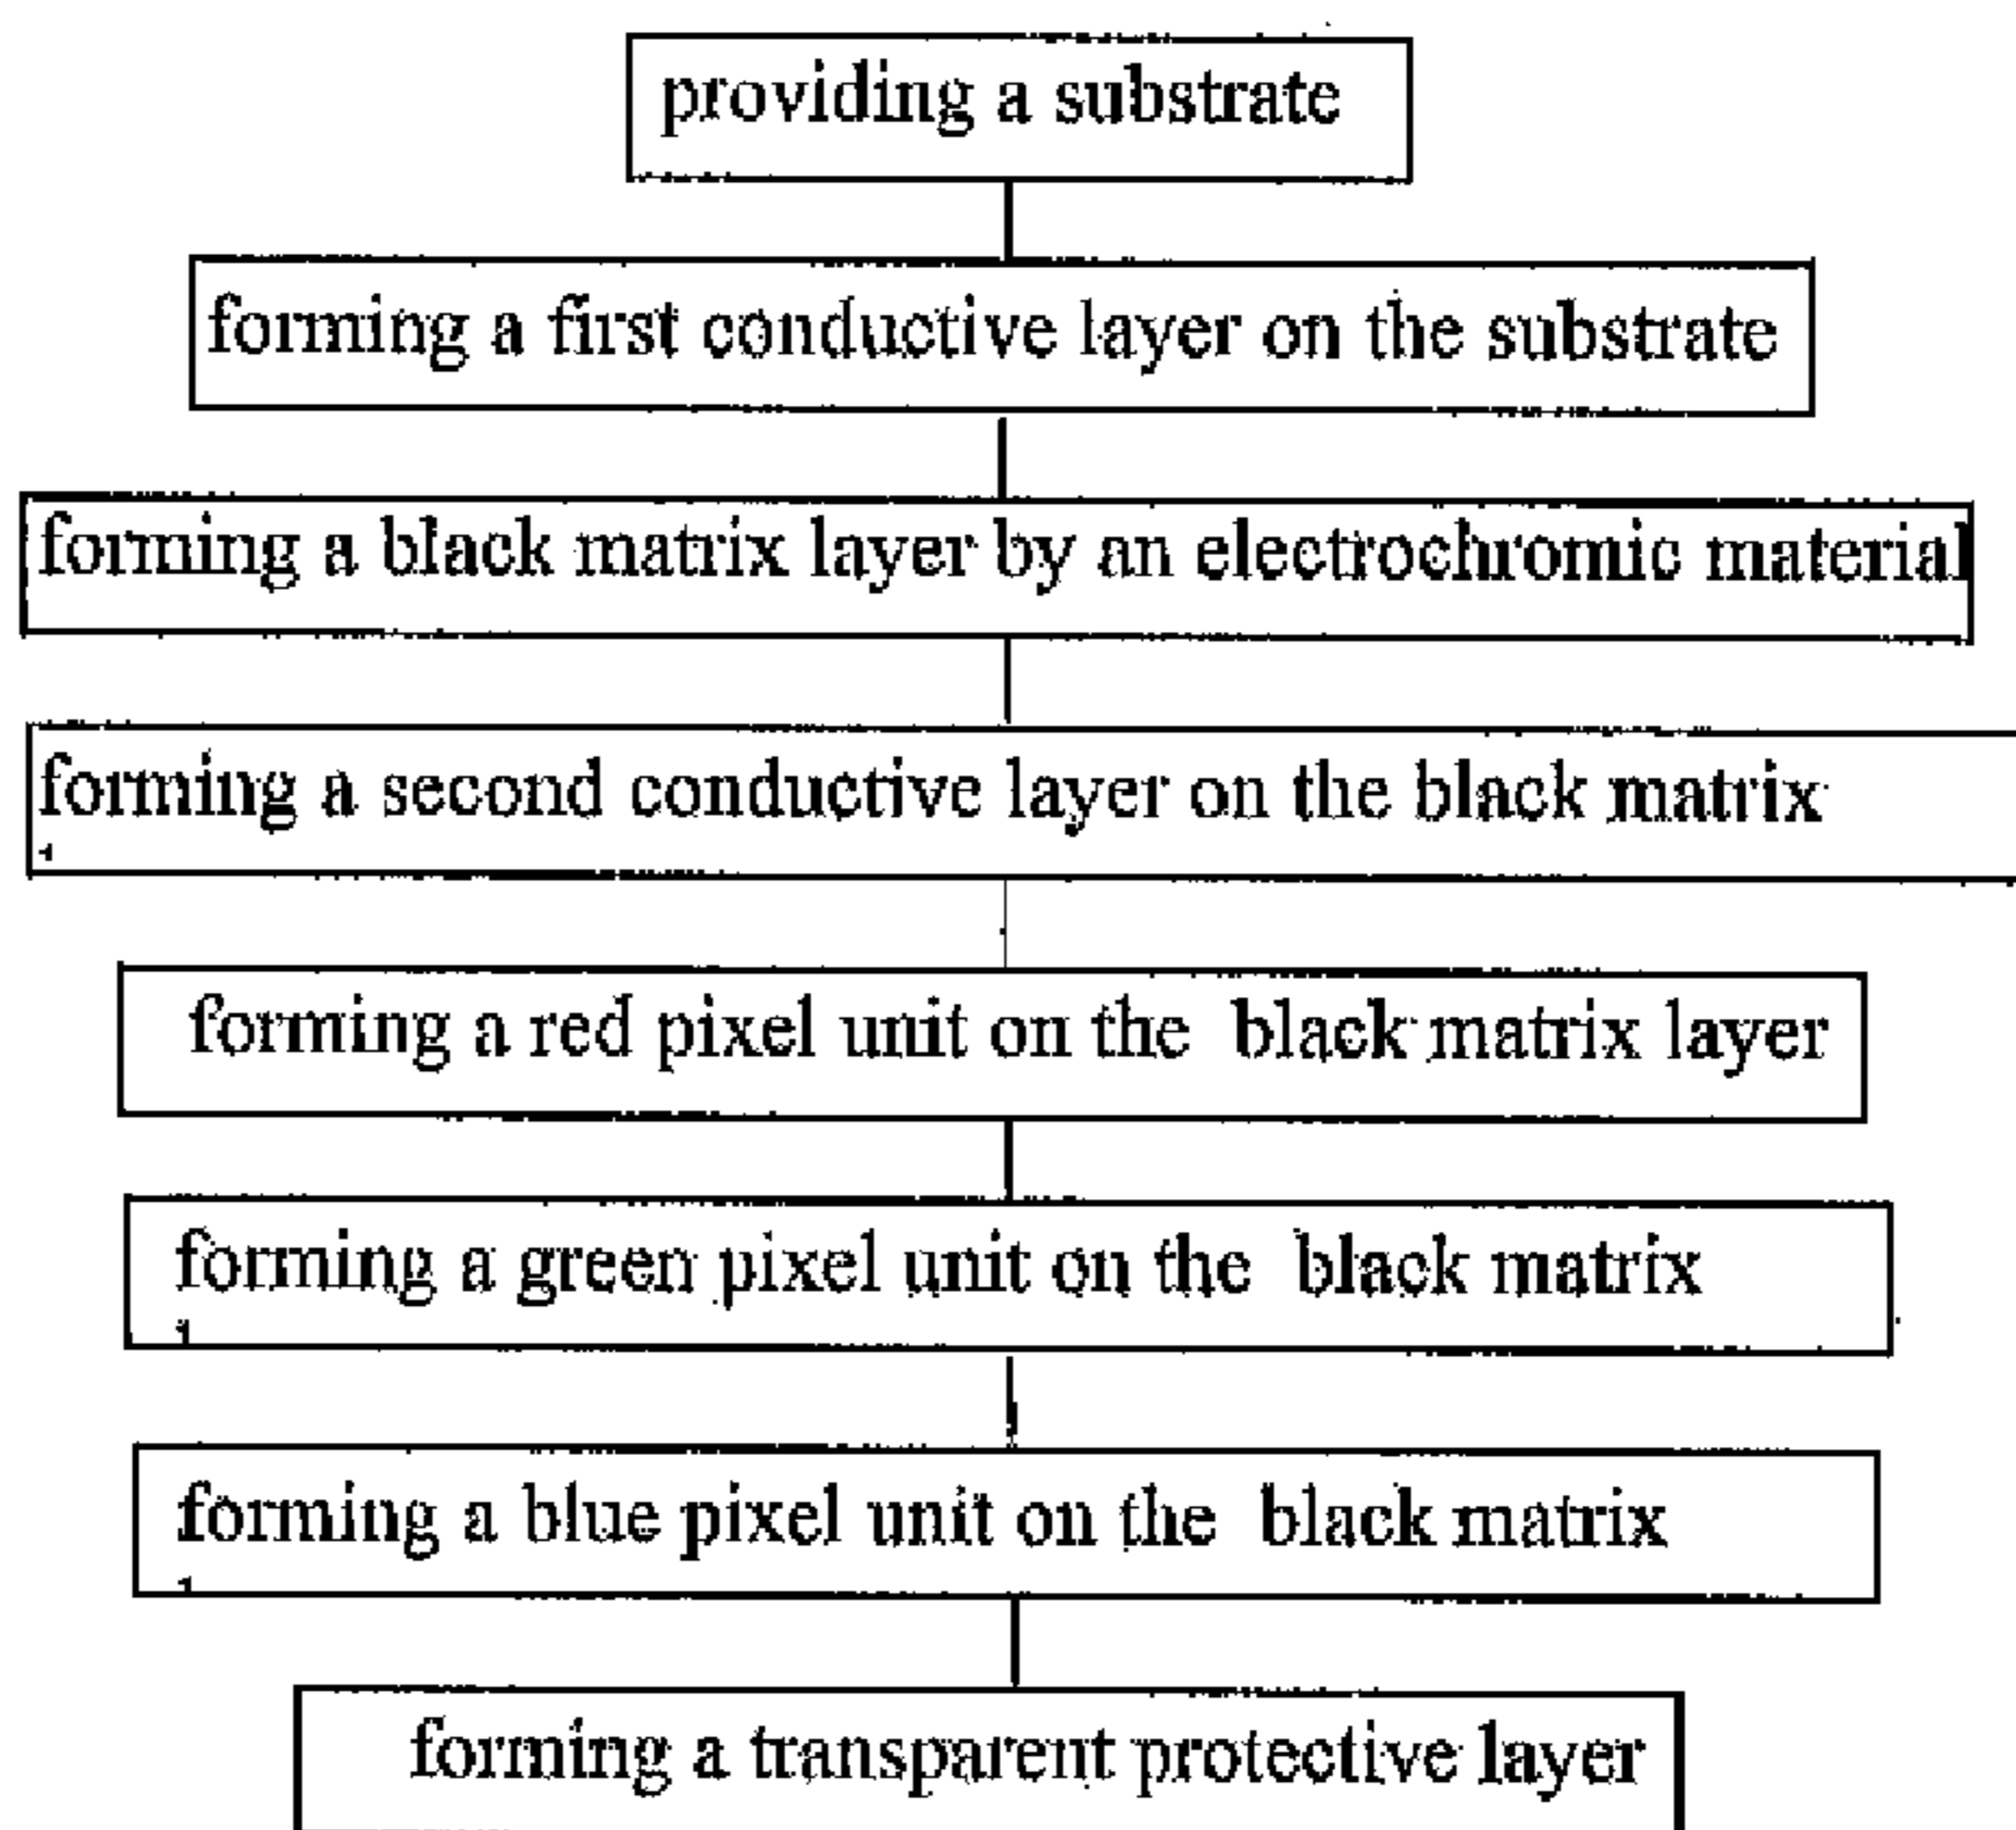 providing a substrate
forming a first conductive layer on the substrate
forming a black matrix layer by an electrochromic material
forming a second conductive layer on the black matrix
forming a red pixel unit on the black matrix layer
forming a green pixel unit on the black matrix
forming a blue pixel unit on the black matrix
forming a transparent protective layer